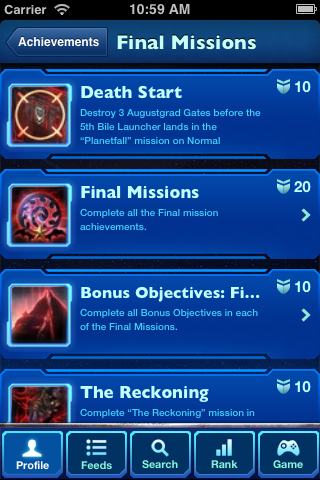 Carrier 10:59 AM
Achievements Final Missions
Death Start 10
Destroy 3 Augustgrad Gates before the
5th Bile Launcher lands in the
“Planetfall” mission on Normal
Final Missions 20
Complete all the Final mission
achievements.
Bonus Objectives: Fi... 10
Complete all Bonus Objectives in each
of the Final Missions.
The Reckoning 10
Complete “The Reckoning” mission in
Profile Feeds Search Rank Game